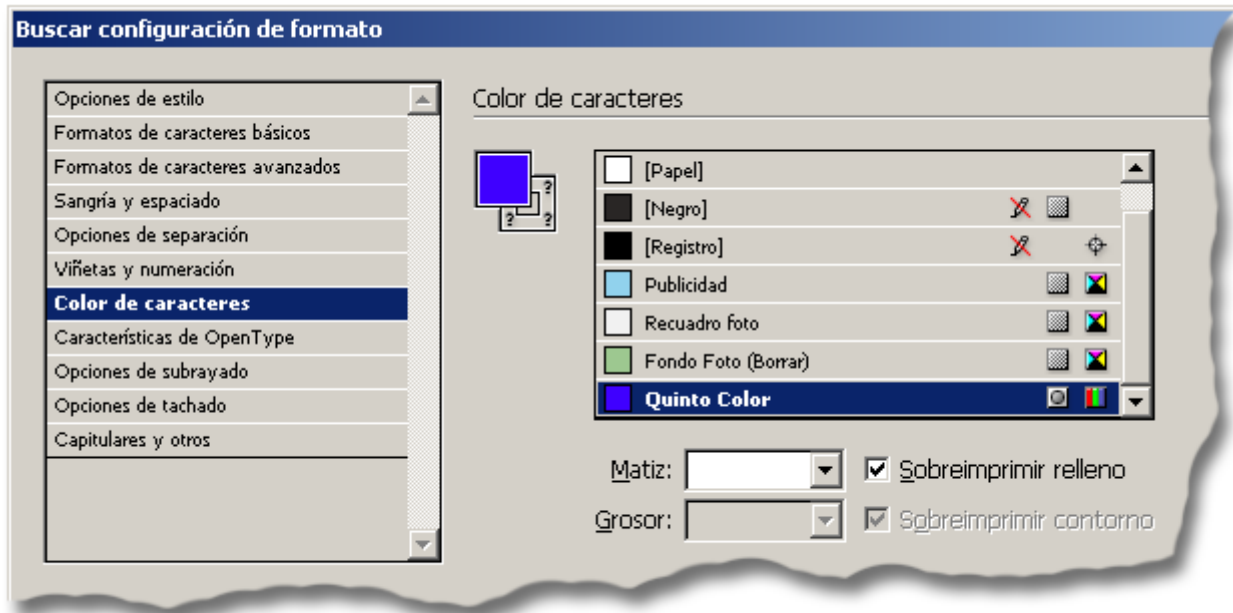 Buscar configuración de formato
Opciones de estilo
Formatos de caracteres básicos
Formatos de caracteres avanzados
Sangría y espaciado
Opciones de separación
Viñetas y numeración
Color de caracteres
Características de OpenType
Opciones de subrayado
Opciones de tachado
Capitulares y otros
Color de caracteres
? ? ?
[Papel]
[Negro]
[Registro]
Publicidad
Recuadro foto
Fondo Foto (Borrar)
Quinto Color
Matiz: Sobreimprimir relleno
Grosor: Sobreimprimir contorno